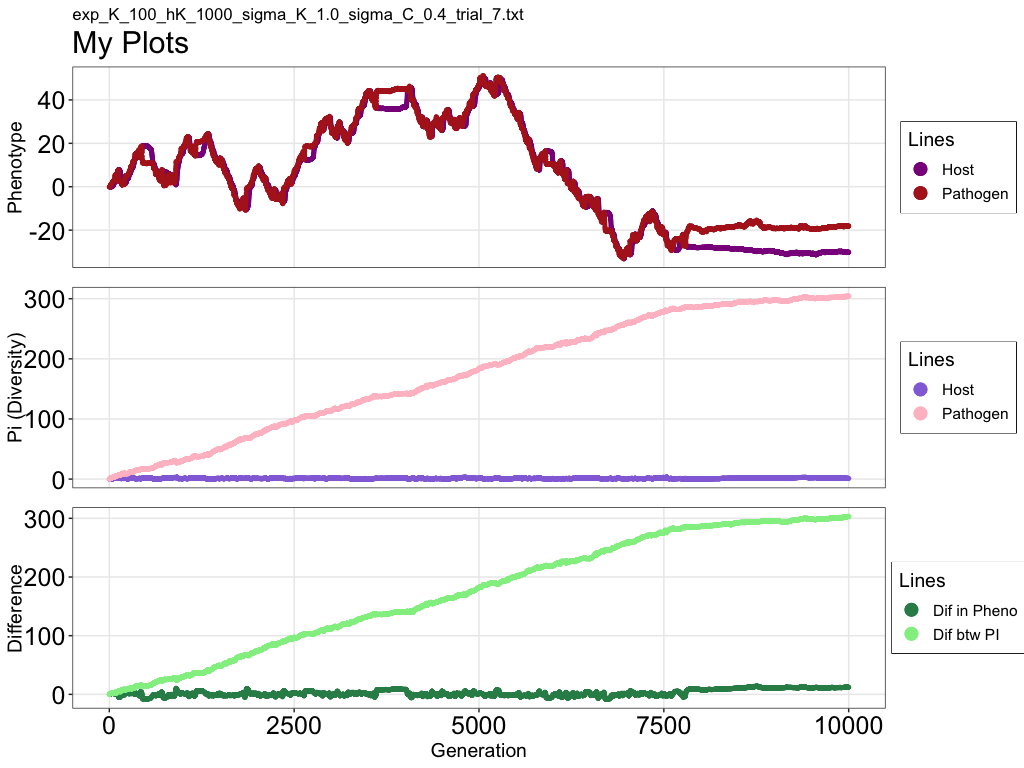 exp_K_100_hK_1000_sigma_K_1.0_sigma_C_0.4_trial_7.txt
My Plots
Phenotype
40
20
0
-20
Lines
Host
Pathogen
Pi (Diversity)
300
200
100
0
Lines
Host
Pathogen
Difference
300
200
100
0
Lines
Dif in Pheno
Dif btw PI
0 2500 5000 7500 10000
Generation